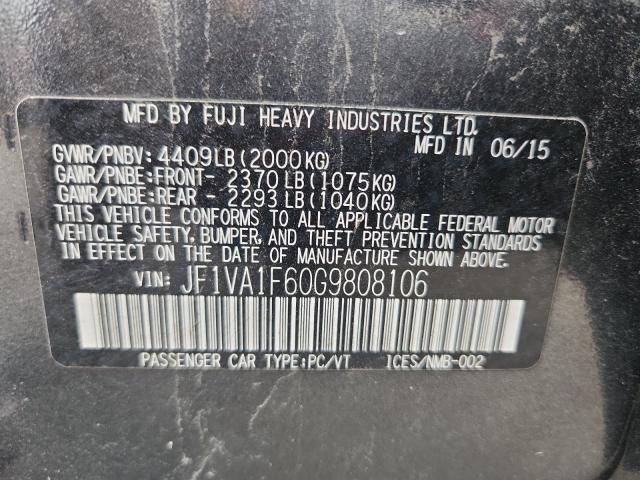 MFD BY FUJI HEAVY INDUSTRIES LTD.
MFD IN 06/15
GVWR/PNBV: 4409LB(2000KG)
GAWR/PNBE:FRONT- 2370LB(1075KG)
GAWR/PNBE:REAR - 2293LB(1040KG)
THIS VEHICLE CONFORMS TO ALL APPLICABLE FEDERAL MOTOR
VEHICLE SAFETY, BUMPER, AND THEFT PREVENTION STANDARDS
IN EFFECT ON THE DATE OF MANUFACTURE SHOWN ABOVE.
VIN: JF1VA1F60G9808106
PASSENGER CAR TYPE:PC/VT ICES/NMB-002